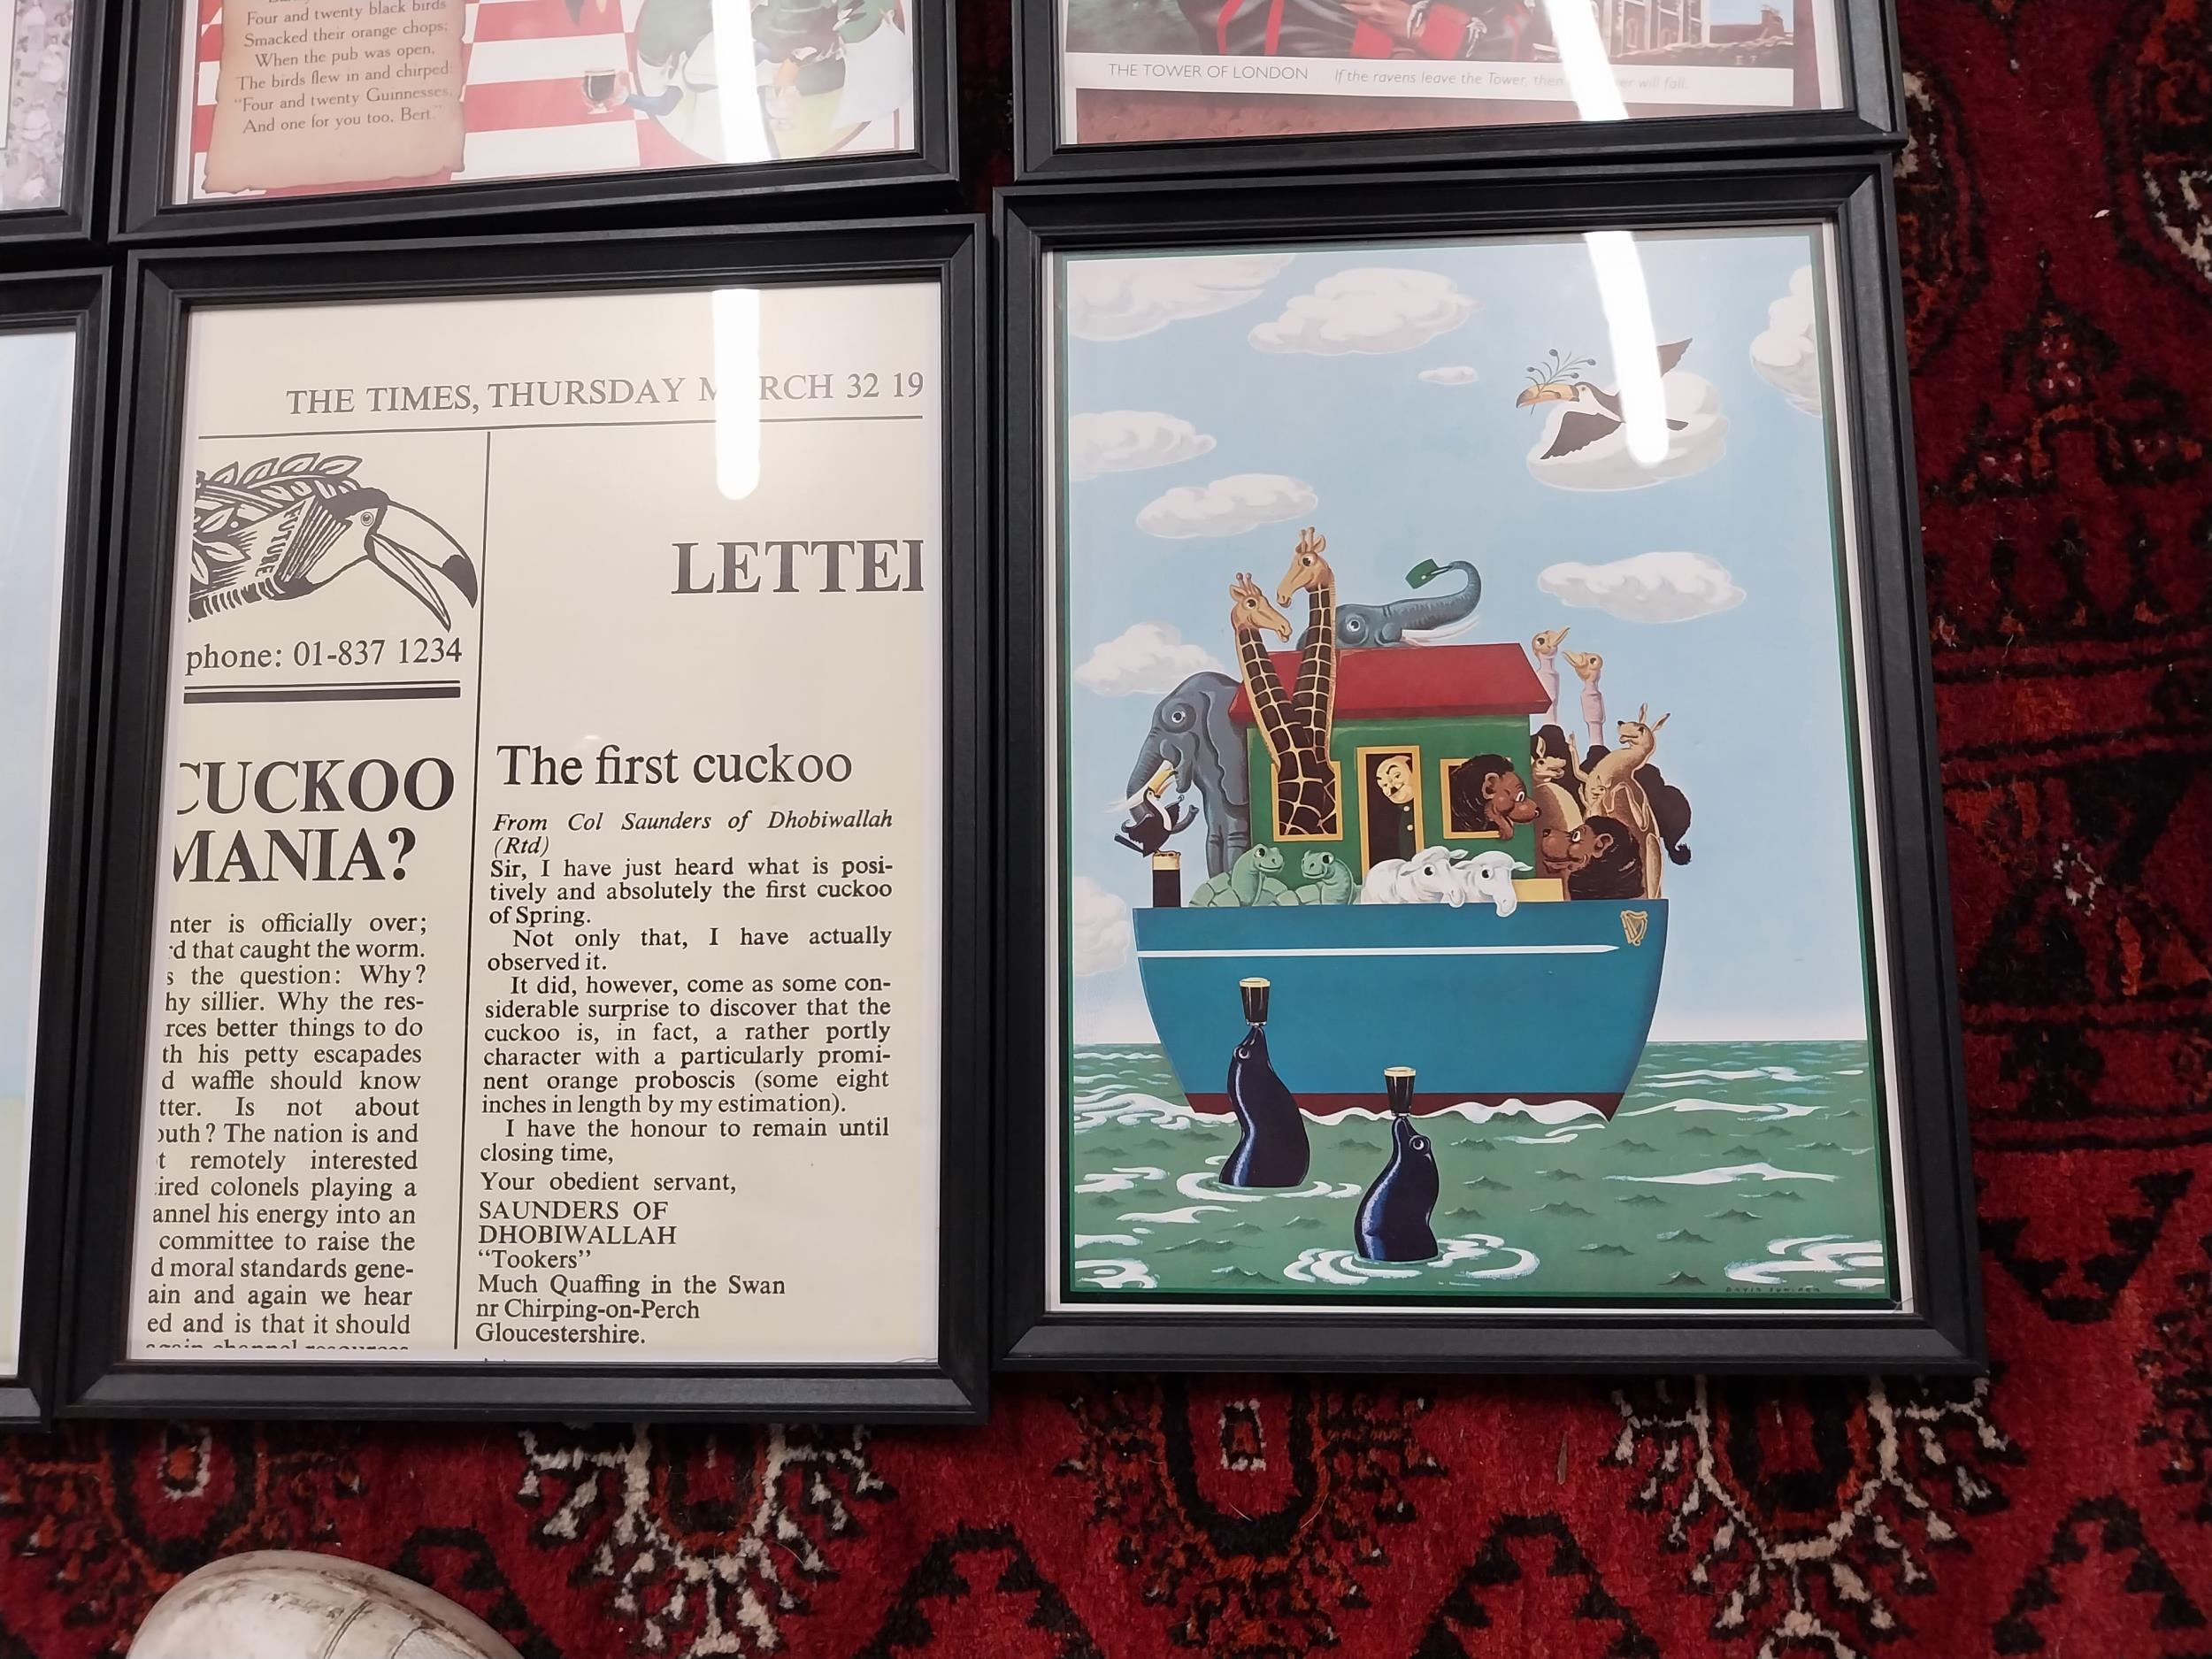 Four and twenty black birds
Smacked their orange chops;
When the pub was open,
The birds flew in and chirped
"Four and twenty Guinnesses,
And one for you too, Bert."
THE TOWER OF LONDON If the ravens leave the Tower, then will fall.
THE TIMES, THURSDAY M RCH 32 19
FUTURE
phone: 01-837 1234
CUCKOO
MANIA?
nter is officially over;
rd that caught the worm.
s the question: Why?
hy sillier. Why the res-
rces better things to do
th his petty escapades
d waffle should know
tter. Is not about
outh? The nation is and
t remotely interested
ired colonels playing a
annel his energy into an
committee to raise the
d moral standards gene-
ain and again we hear
ed and is that it should
again channel resources
LETTE
The first cuckoo
From Col Saunders of Dhobiwallah
(Rtd)
Sir, I have just heard what is posi-
tively and absolutely the first cuckoo
of Spring.
Not only that, I have actually
observed it.
It did, however, come as some con-
siderable surprise to discover that the
cuckoo is, in fact, a rather portly
character with a particularly promi-
nent orange proboscis (some eight
inches in length by my estimation).
I have the honour to remain until
closing time,
Your obedient servant,
SAUNDERS OF
DHOBIWALLAH
"Tookers"
Much Quaffing in the Swan
nr Chirping-on-Perch
Gloucestershire.